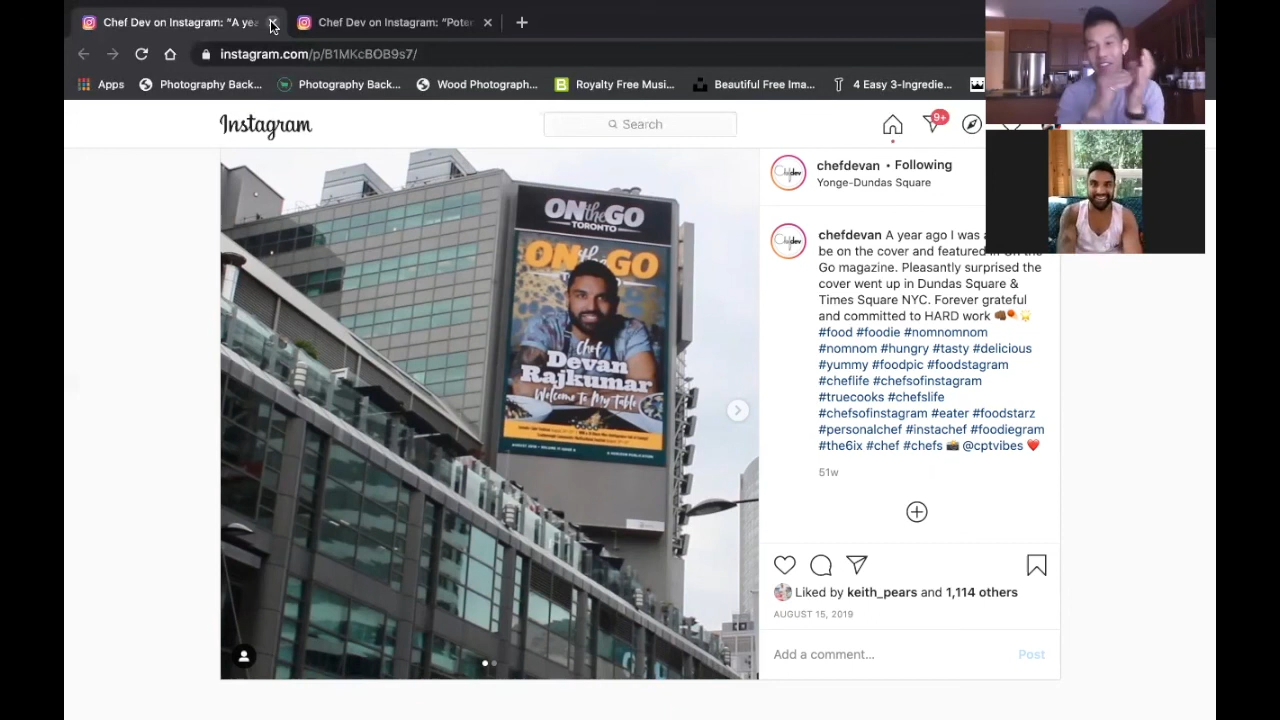 Chef Dev on Instagram: “A yea
Chef Dev on Instagram: “Poter
instagram.com/p/B1MKcBOB9s7/
Apps
Photography Back...
Photography Back...
Wood Photograph...
Royalty Free Musi...
Beautiful Free Ima...
4 Easy 3-Ingredie...
Instagram
Search
9+
chefdevan • Following
Yonge-Dundas Square
chefdevan A year ago I was a
be on the cover and featured in On the
Go magazine. Pleasantly surprised the
cover went up in Dundas Square &
Times Square NYC. Forever grateful
and committed to HARD work
#food #foodie #nomnomnom
#nomnom #hungry #tasty #delicious
#yummy #foodpic #foodstagram
#cheflife #chefsofinstagram
#truecooks #chefslife
#chefsofinstagram #eater #foodstarz
#personalchef #instachef #foodiegram
#the6ix #chef #chefs 📸 @cptvibes ❤️
51w
Liked by keith_pears and 1,114 others
AUGUST 15, 2019
Add a comment...
Post
ON the GO
TORONTO
ON the GO
Chef
Devan
Rajkumar
Welcome To My Table